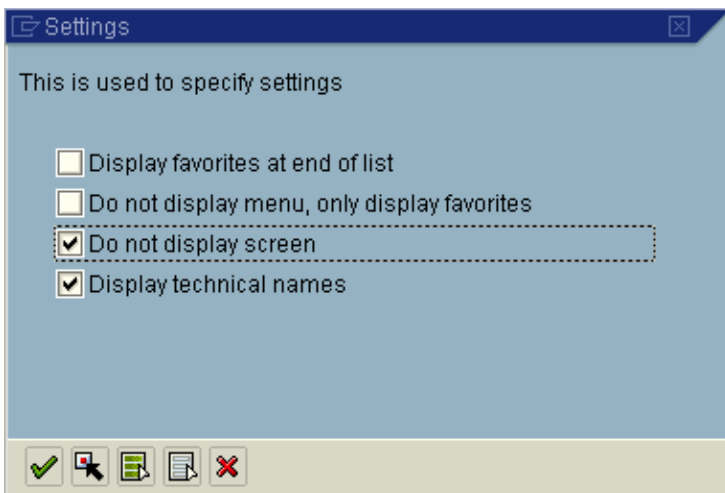 Settings
This is used to specify settings
Display favorites at end of list
Do not display menu, only display favorites
Do not display screen
Display technical names